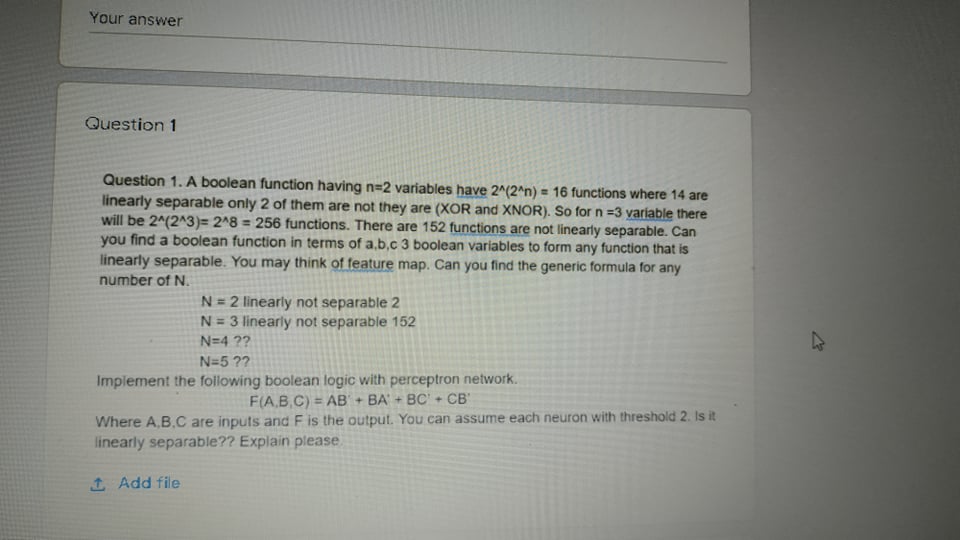 Your answer
Question 1
Question 1. A boolean function having n=2 variables have 2^(2^n) = 16 functions where 14 are
linearly separable only 2 of them are not they are (XOR and XNOR). So for n =3 variable there
will be 2^(2^3)= 2^8 = 256 functions. There are 152 functions are not linearly separable. Can
you find a boolean function in terms of a,b,c 3 boolean variables to form any function that is
linearly separable. You may think of feature map. Can you find the generic formula for any
number of N.
N = 2 linearly not separable 2
N = 3 linearly not separable 152
N=4 ??
N=5 ??
Implement the following boolean logic with perceptron network.
F(A,B,C) = AB' + BA' + BC' + CB'
Where A,B,C are inputs and F is the output. You can assume each neuron with threshold 2. Is it
linearly separable?? Explain please.
Add file